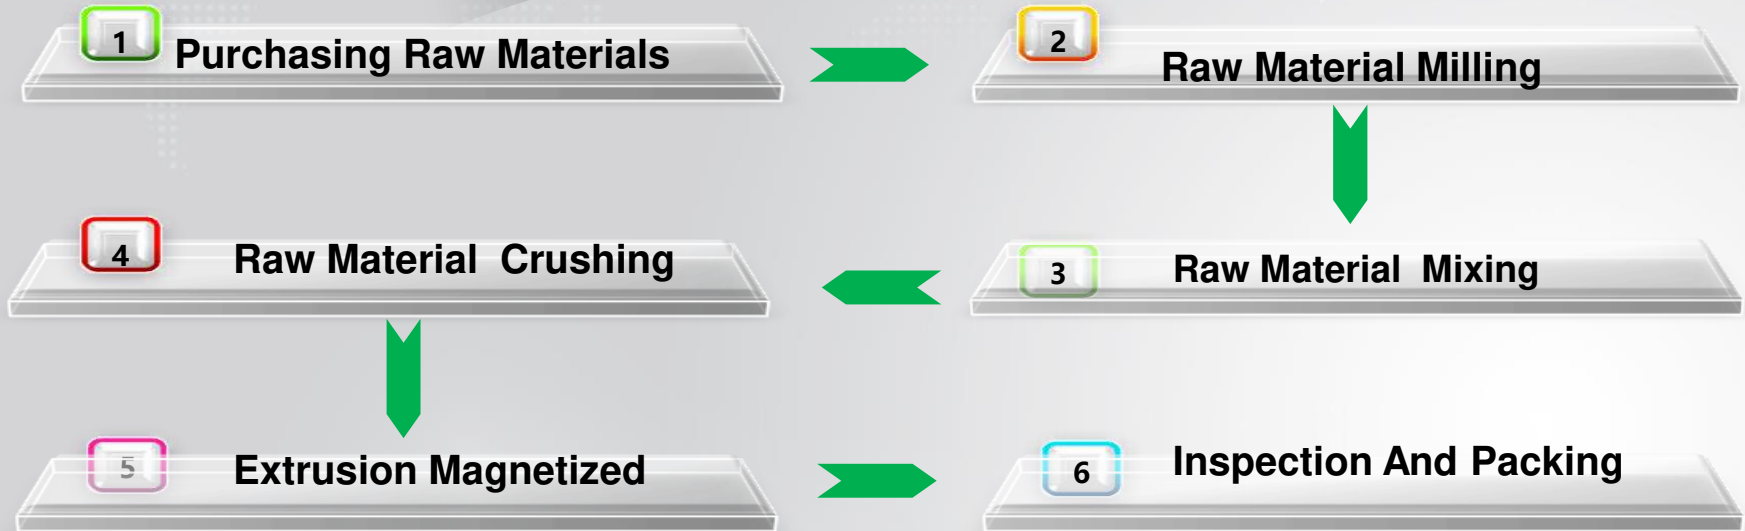 1 Purchasing Raw Materials
2 Raw Material Milling
3 Raw Material Mixing
4 Raw Material Crushing
5 Extrusion Magnetized
6 Inspection And Packing